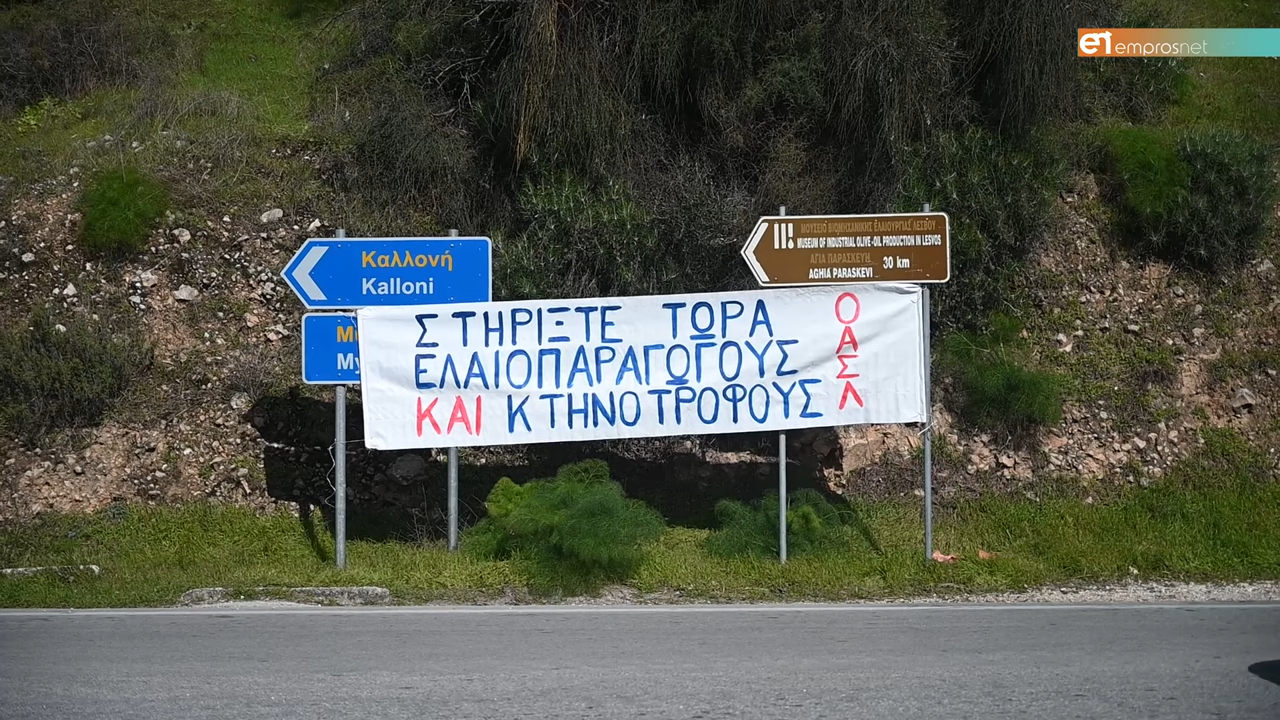 emprosnet
Καλλονή
Kalloni
ΜΟΥΣΕΙΟ ΒΙΟΜΗΧΑΝΙΚΗΣ ΕΛΑΙΟΥΡΓΙΑΣ ΛΕΣΒΟΥ
MUSEUM OF INDUSTRIAL OLIVE-OIL PRODUCTION IN LESVOS
ΑΓΙΑ ΠΑΡΑΣΚΕΥΗ
30 km
AGHIA PARASKEVI
ΣΤΗΡΙΞΤΕ ΤΩΡΑ
ΕΛΑΙΟΠΑΡΑΓΩΓΟΥΣ
ΚΑΙ ΚΤΗΝΟΤΡΟΦΟΥΣ
ΟΑΣΛ